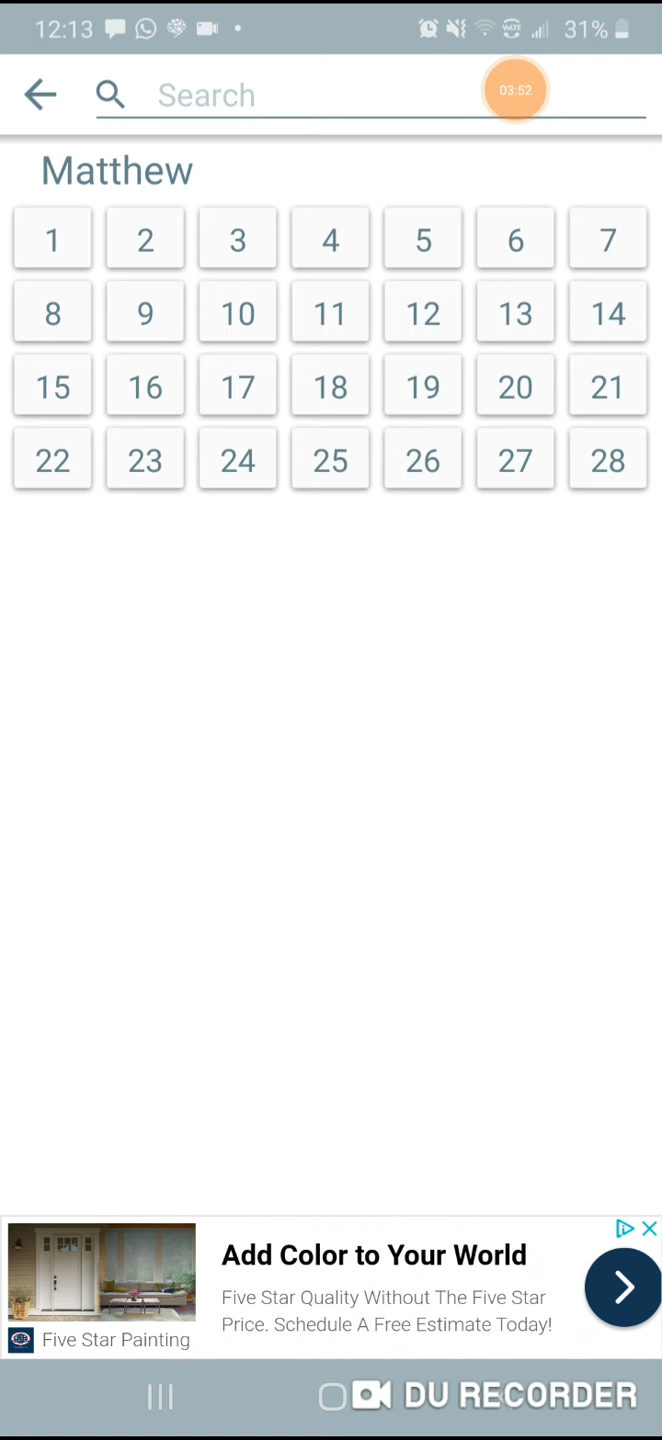 12:13 31%
Search 03:52
Matthew
1 2 3 4 5 6 7
8 9 10 11 12 13 14
15 16 17 18 19 20 21
22 23 24 25 26 27 28
Add Color to Your World
Five Star Quality Without The Five Star
Price. Schedule A Free Estimate Today!
Five Star Painting
DU RECORDER